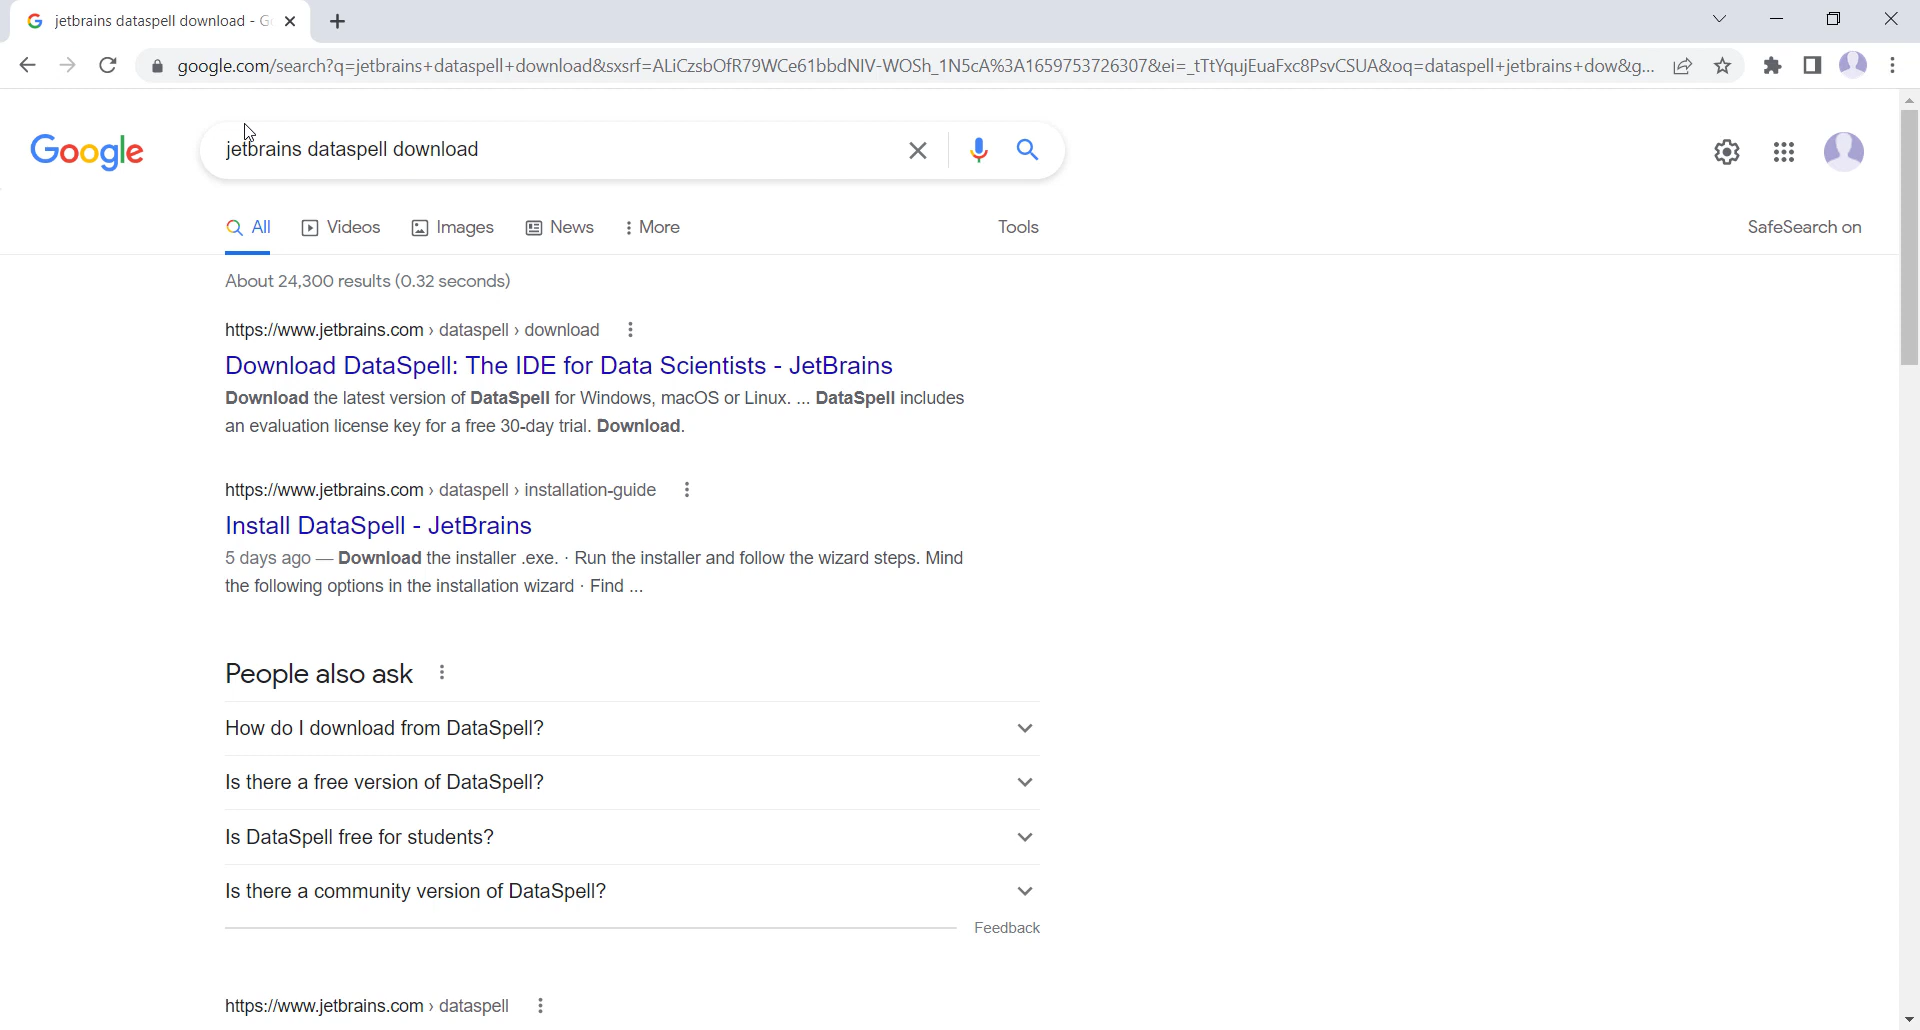 jetbrains dataspell download - G
google.com/search?q=jetbrains+dataspell+download&sxsrf=ALiCzsbOfR79WCe61bbdNIV-WOSh_1N5cA%3A1659753726307&ei=_tTtYqujEuaFxc8PsvCSUA&oq=dataspell+jetbrains+dow&g...
Google
jetbrains dataspell download
All Videos Images News More Tools SafeSearch on
About 24,300 results (0.32 seconds)
https://www.jetbrains.com › dataspell › download
Download DataSpell: The IDE for Data Scientists - JetBrains
Download the latest version of DataSpell for Windows, macOS or Linux. ... DataSpell includes
an evaluation license key for a free 30-day trial. Download.
https://www.jetbrains.com › dataspell › installation-guide
Install DataSpell - JetBrains
5 days ago — Download the installer .exe. · Run the installer and follow the wizard steps. Mind
the following options in the installation wizard · Find ...
People also ask
How do I download from DataSpell?
Is there a free version of DataSpell?
Is DataSpell free for students?
Is there a community version of DataSpell?
Feedback
https://www.jetbrains.com › dataspell